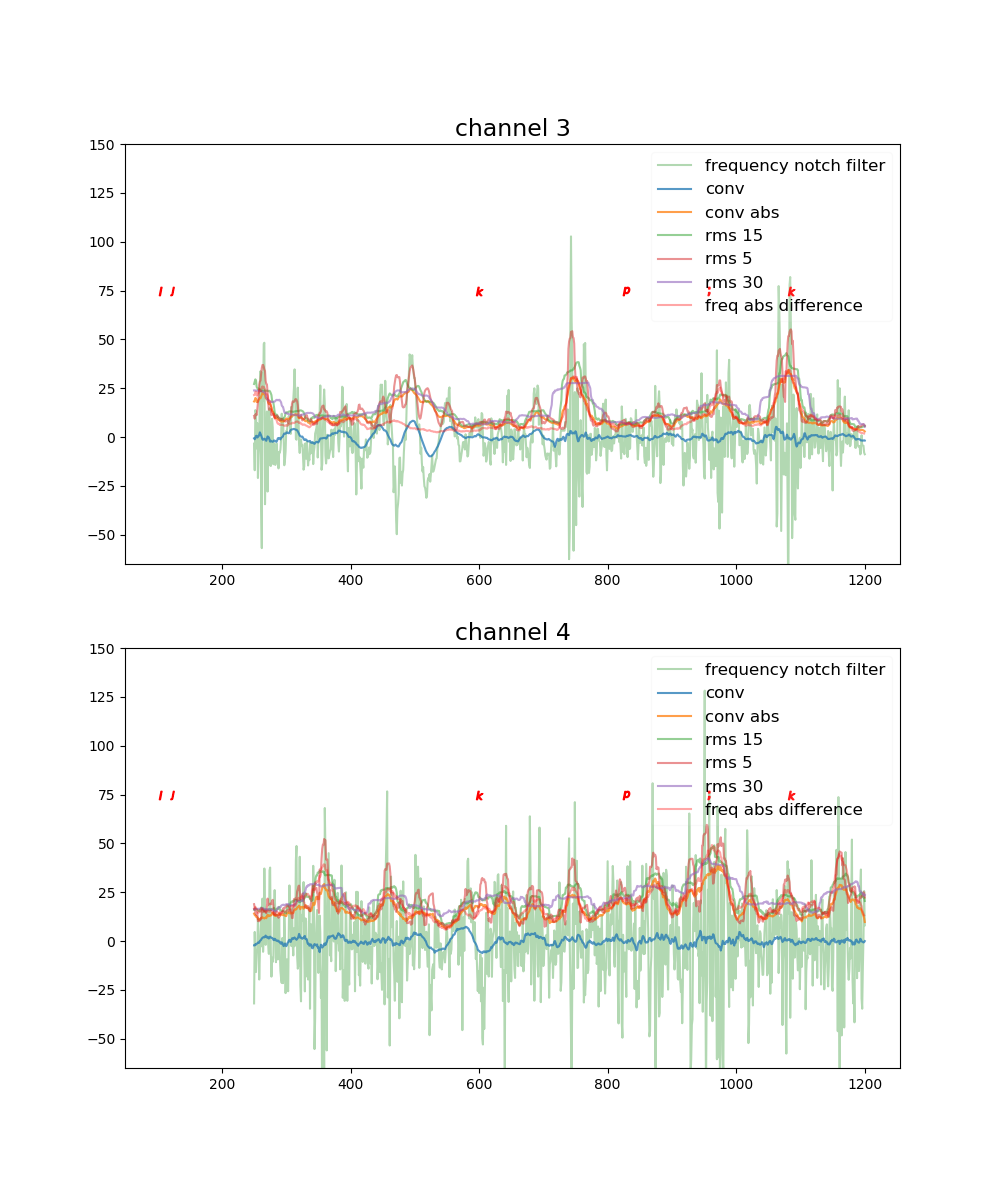 channel 3
150
125
100
75
50
25
0
−25
−50
frequency notch filter
conv
conv abs
rms 15
rms 5
rms 30
freq abs difference
l J k p ; k
200 400 600 800 1000 1200
channel 4
150
125
100
75
50
25
0
−25
−50
frequency notch filter
conv
conv abs
rms 15
rms 5
rms 30
freq abs difference
l J k p ; k
200 400 600 800 1000 1200